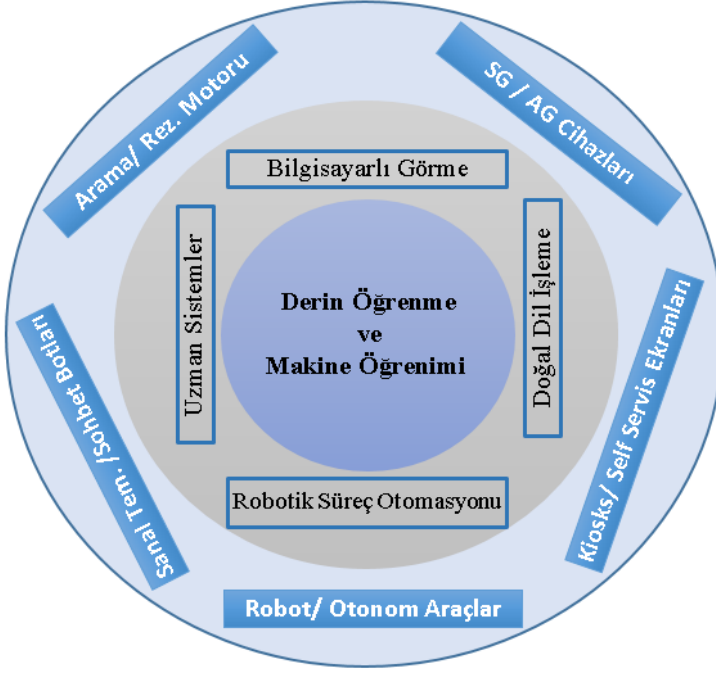 Arama/ Rez. Motoru
SG / AG Cihazları
Bilgisayarlı Görme
Uzman Sistemler
Derin Öğrenme
ve
Makine Öğrenimi
Doğal Dil İşleme
Sanal Tem./Sohbet Botları
Kiosks/ Self Servis Ekranları
Robotik Süreç Otomasyonu
Robot/ Otonom Araçlar